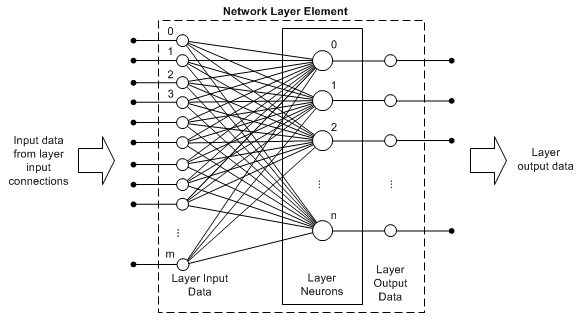 Network Layer Element
0
1
2
3
m
0
1
2
n
Input data
from layer
input
connections
Layer
output data
Layer Input
Data
Layer
Neurons
Layer
Output
Data